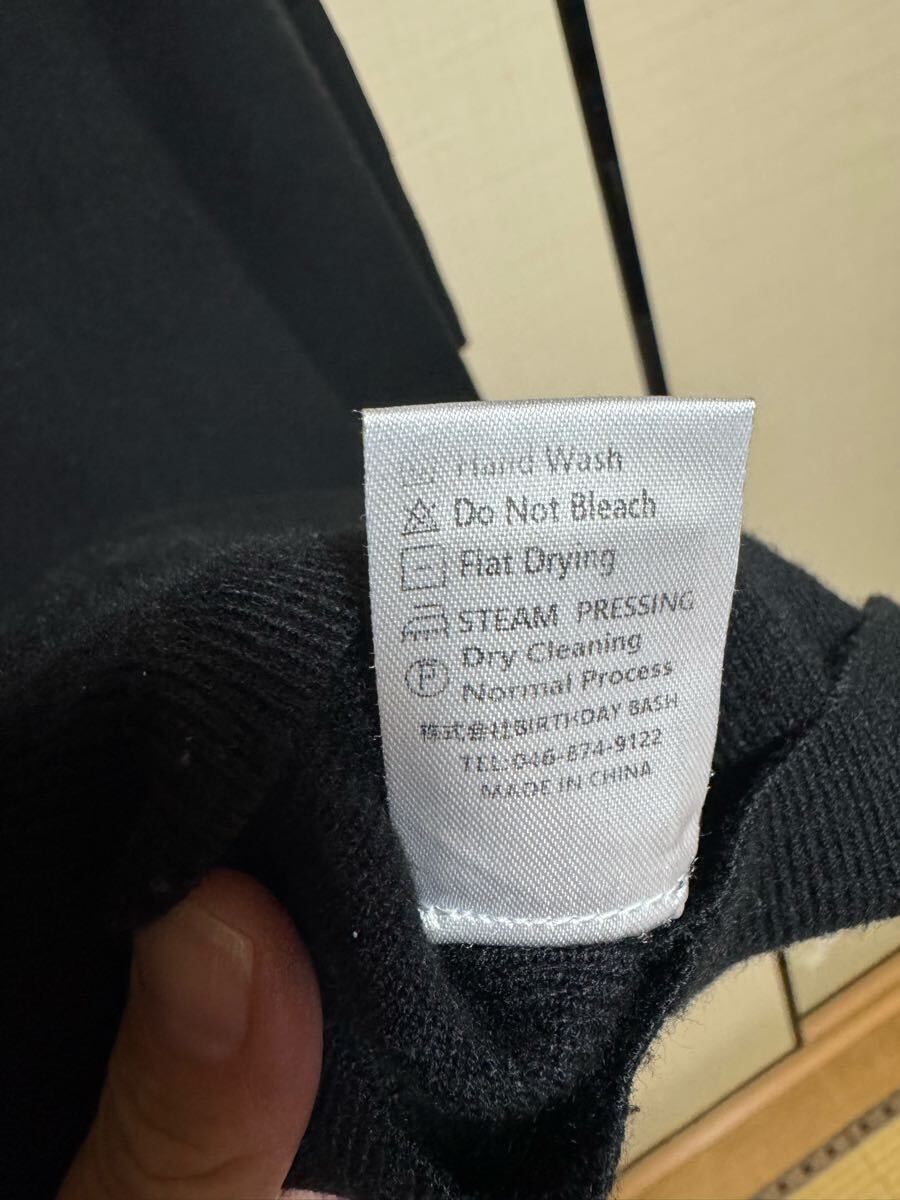 Hand Wash
Do Not Bleach
Flat Drying
STEAM PRESSING
Dry Cleaning
Normal Process
P
株式会社BIRTHDAY BASH
TEL:046-874-9122
MADE IN CHINA